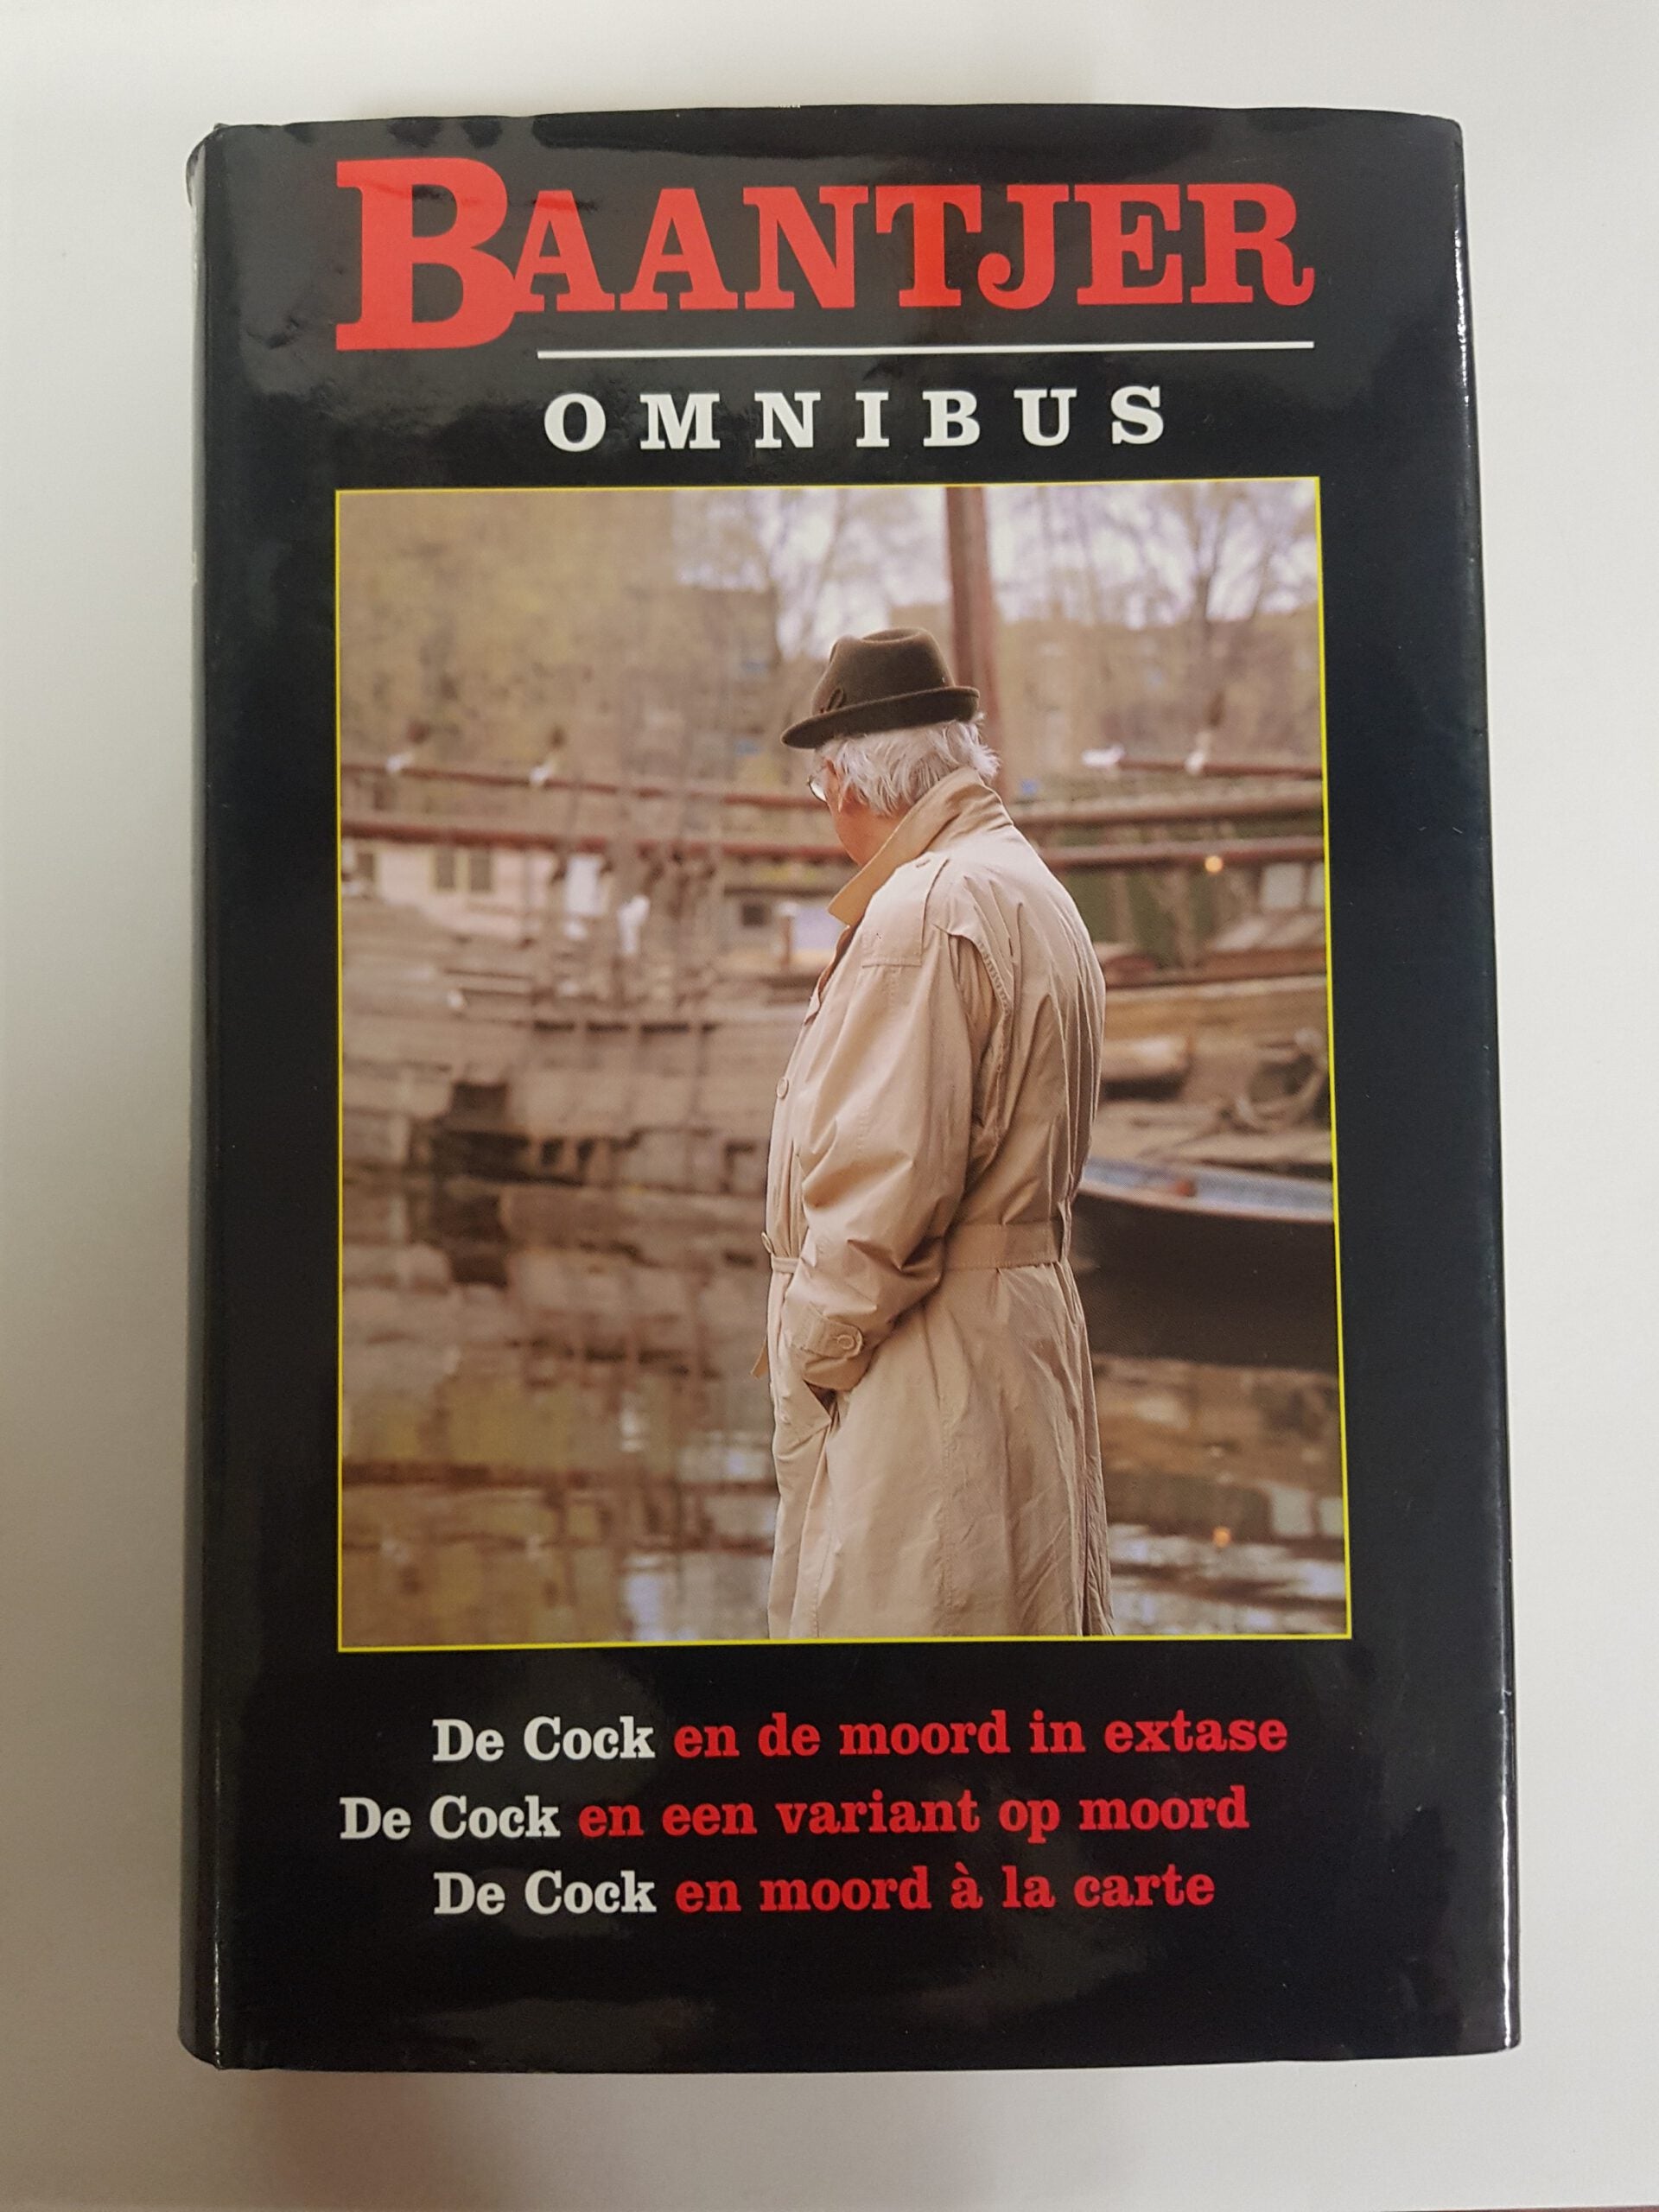 BAANTJER
OMNIBUS
De Cock en de moord in extase
De Cock en een variant op moord
De Cock en moord à la carte